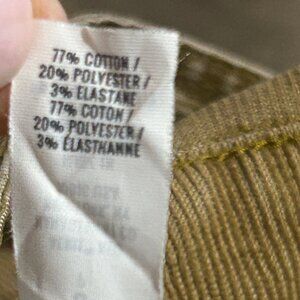 77% COTTON /
20% POLYESTER /
3% ELASTANE
77% COTON /
20% POLYESTER /
3% ELASTHANNE